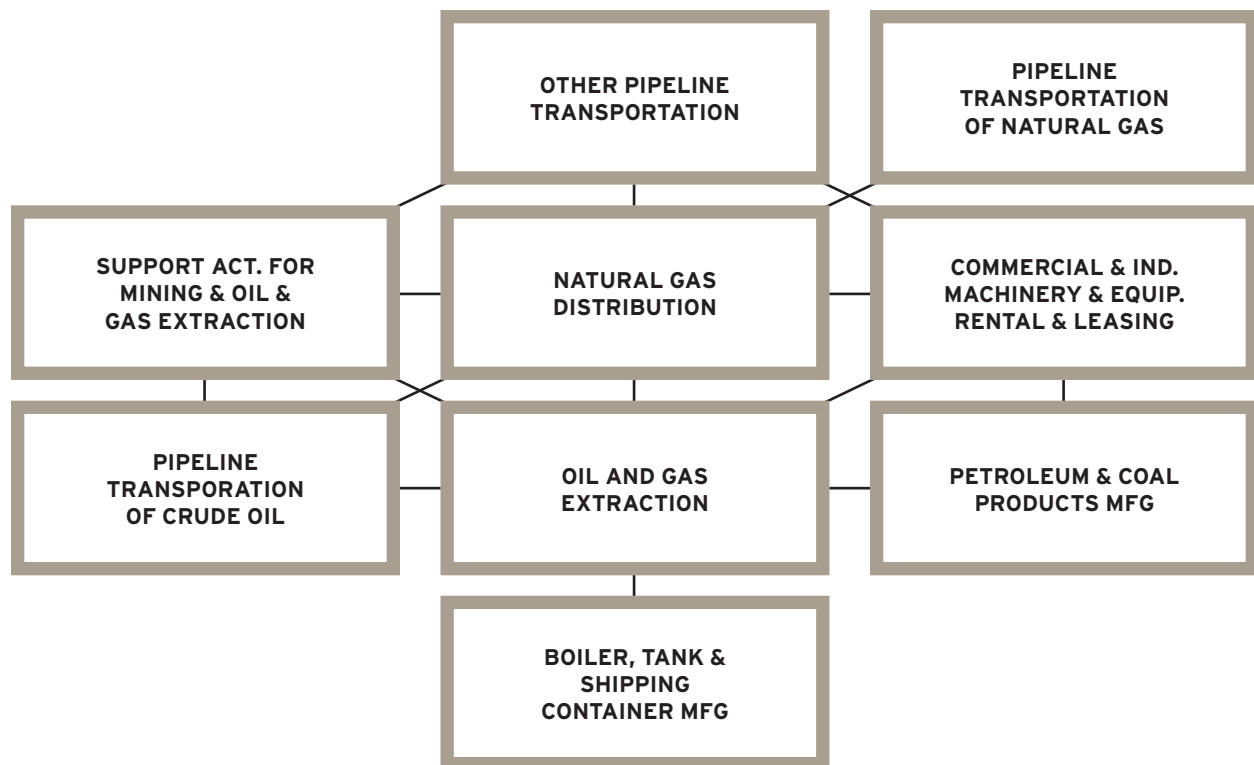 OTHER PIPELINE
TRANSPORTATION
PIPELINE
TRANSPORTATION
OF NATURAL GAS
SUPPORT ACT. FOR
MINING & OIL &
GAS EXTRACTION
NATURAL GAS
DISTRIBUTION
COMMERCIAL & IND.
MACHINERY & EQUIP.
RENTAL & LEASING
PIPELINE
TRANSPORATION
OF CRUDE OIL
OIL AND GAS
EXTRACTION
PETROLEUM & COAL
PRODUCTS MFG
BOILER, TANK &
SHIPPING
CONTAINER MFG